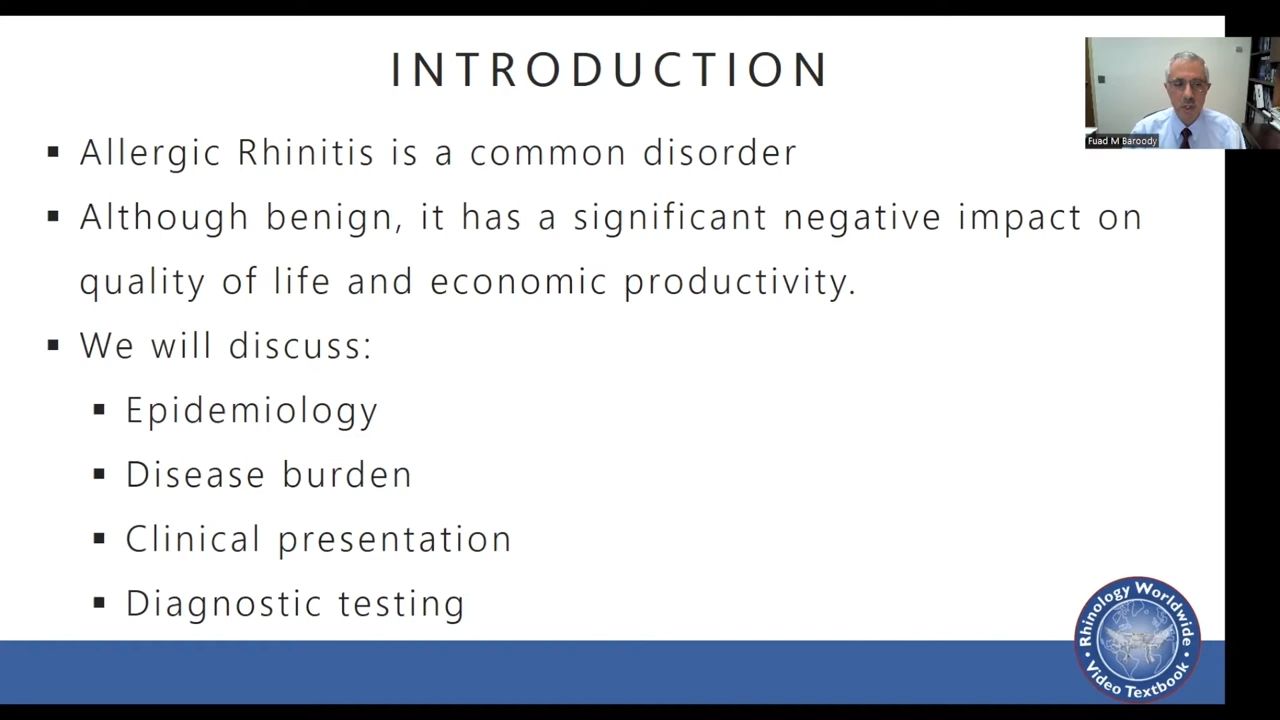 INTRODUCTION
Fuad M Baroody
▪ Allergic Rhinitis is a common disorder
▪ Although benign, it has a significant negative impact on
quality of life and economic productivity.
▪ We will discuss:
▪ Epidemiology
▪ Disease burden
▪ Clinical presentation
▪ Diagnostic testing
Rhinology Worldwide
• Video Textbook •